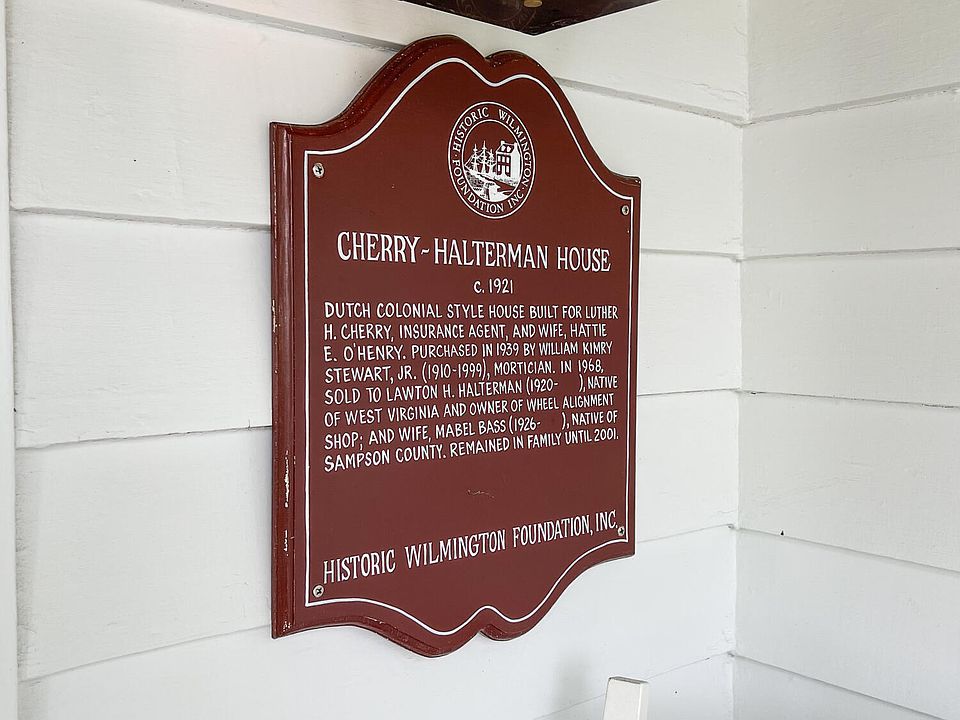 HISTORIC WILMINGTON
FOUNDATION INC.
CHERRY-HALTERMAN HOUSE
c. 1921
DUTCH COLONIAL STYLE HOUSE BUILT FOR LUTHER
H. CHERRY, INSURANCE AGENT, AND WIFE, HATTIE
E. O'HENRY. PURCHASED IN 1939 BY WILLIAM KIMRY
STEWART, JR. (1910-1999), MORTICIAN. IN 1968,
SOLD TO LAWTON H. HALTERMAN (1920-    ), NATIVE
OF WEST VIRGINIA AND OWNER OF WHEEL ALIGNMENT
SHOP; AND WIFE, MABEL BASS (1926-    ), NATIVE OF
SAMPSON COUNTY. REMAINED IN FAMILY UNTIL 2001.
HISTORIC WILMINGTON FOUNDATION, INC.